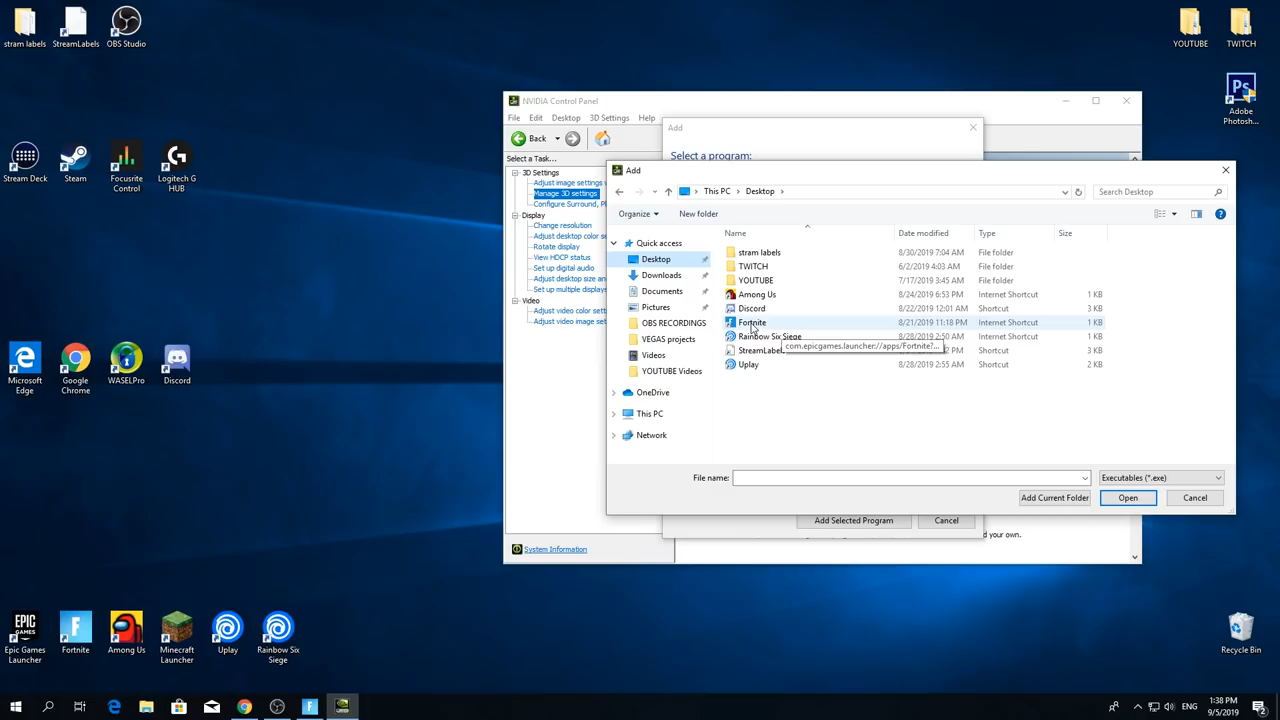 stram labels
StreamLabels
OBS Studio
YOUTUBE
TWITCH
Adobe
Photosh...
Stream Deck
Steam
Focusrite
Control
Logitech G
HUB
Microsoft
Edge
Google
Chrome
WASELPro
Discord
EPIC
GAMES
Epic Games
Launcher
Fortnite
Among Us
Minecraft
Launcher
Uplay
Rainbow Six
Siege
Recycle Bin
NVIDIA Control Panel
File Edit Desktop 3D Settings Help
Back
Select a Task...
3D Settings
Adjust image settings
Manage 3D settings
Configure Surround,
Display
Change resolution
Adjust desktop color se
Rotate display
View HDCP status
Set up digital audio
Adjust desktop size an
Set up multiple displays
Video
Adjust video color sett
Adjust video image set
System Information
Add
Select a program:
Add Selected Program Cancel
d your own.
Add
This PC > Desktop >
Search Desktop
Organize New folder
Name Date modified Type Size
Quick access
Desktop
Downloads
Documents
Pictures
OBS RECORDINGS
VEGAS projects
Videos
YOUTUBE Videos
OneDrive
This PC
Network
stram labels 8/30/2019 7:04 AM File folder
TWITCH 6/2/2019 4:03 AM File folder
YOUTUBE 7/17/2019 3:45 AM File folder
Among Us 8/24/2019 6:53 PM Internet Shortcut 1 KB
Discord 8/22/2019 12:01 AM Shortcut 3 KB
Fortnite 8/21/2019 11:18 PM Internet Shortcut 1 KB
Rainbow Six Siege 8/28/2019 2:50 AM Internet Shortcut 1 KB
com.epicgames.launcher://apps/Fortnite?...
StreamLabel 2 PM Shortcut 3 KB
Uplay 8/28/2019 2:55 AM Shortcut 2 KB
File name: Executables (*.exe)
Add Current Folder Open Cancel
1:38 PM
9/5/2019
2